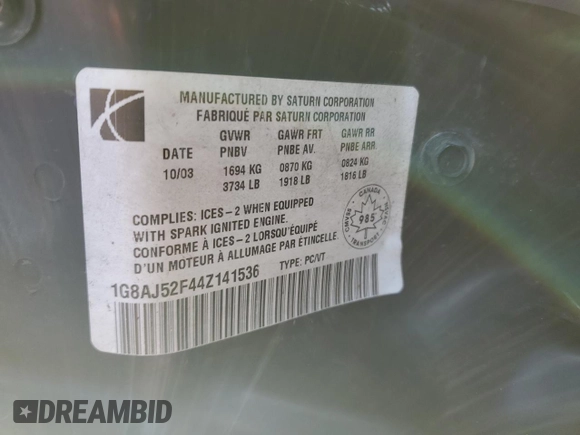 MANUFACTURED BY SATURN CORPORATION
FABRIQUÉ PAR SATURN CORPORATION
GVWR GAWR FRT GAWR RR
DATE PNBV PNBE AV. PNBE ARR.
10/03 1694 KG 0870 KG 0824 KG
3734 LB 1918 LB 1816 LB
COMPLIES: ICES-2 WHEN EQUIPPED
WITH SPARK IGNITED ENGINE.
CONFORME À ICES-2 LORSQU'ÉQUIPÉ
D'UN MOTEUR À ALLUMAGE PAR ÉTINCELLE.
CANADA
985
TRANSPORT
TYPE: PC/VT
1G8AJ52F44Z141536
DREAMBID